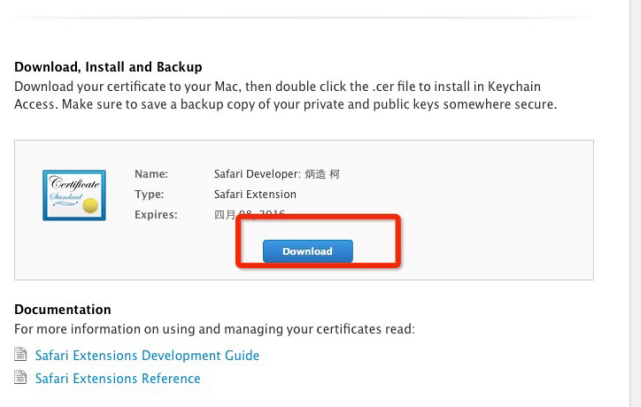 Download, Install and Backup
Download your certificate to your Mac, then double click the .cer file to install in Keychain
Access. Make sure to save a backup copy of your private and public keys somewhere secure.
Certificate
Standard
Name: Safari Developer: 炳造 柯
Type: Safari Extension
Expires: 四月 08, 2016
Download
Documentation
For more information on using and managing your certificates read:
Safari Extensions Development Guide
Safari Extensions Reference